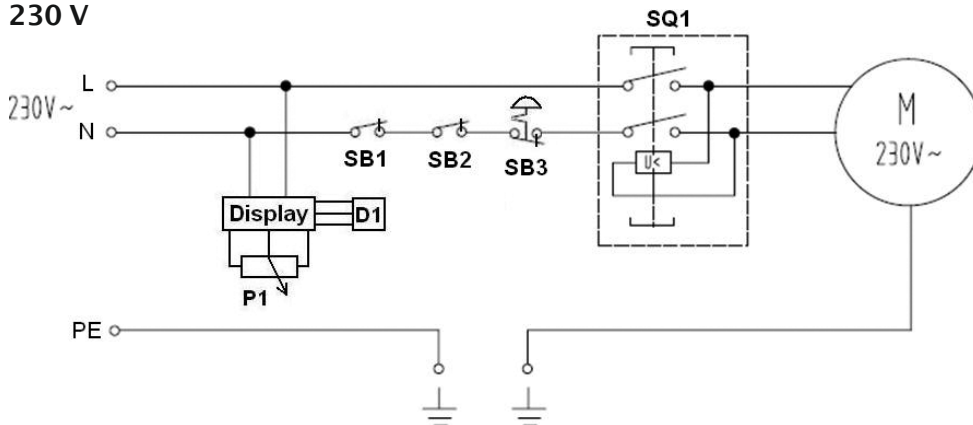 230 V
SQ1
L
230V~
N
SB1
SB2
SB3
U<
M
230V~
Display
D1
P1
PE